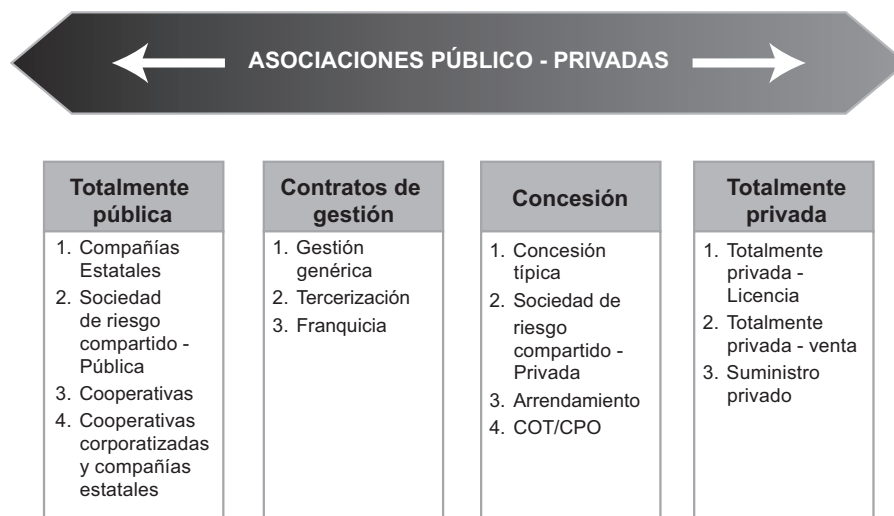 ASOCIACIONES PÚBLICO - PRIVADAS
Totalmente
pública
1. Compañías
Estatales
2. Sociedad
de riesgo
compartido -
Pública
3. Cooperativas
4. Cooperativas
corporatizadas
y compañías
estatales
Contratos de
gestión
1. Gestión
genérica
2. Tercerización
3. Franquicia
Concesión
1. Concesión
típica
2. Sociedad de
riesgo
compartido -
Privada
3. Arrendamiento
4. COT/CPO
Totalmente
privada
1. Totalmente
privada -
Licencia
2. Totalmente
privada - venta
3. Suministro
privado